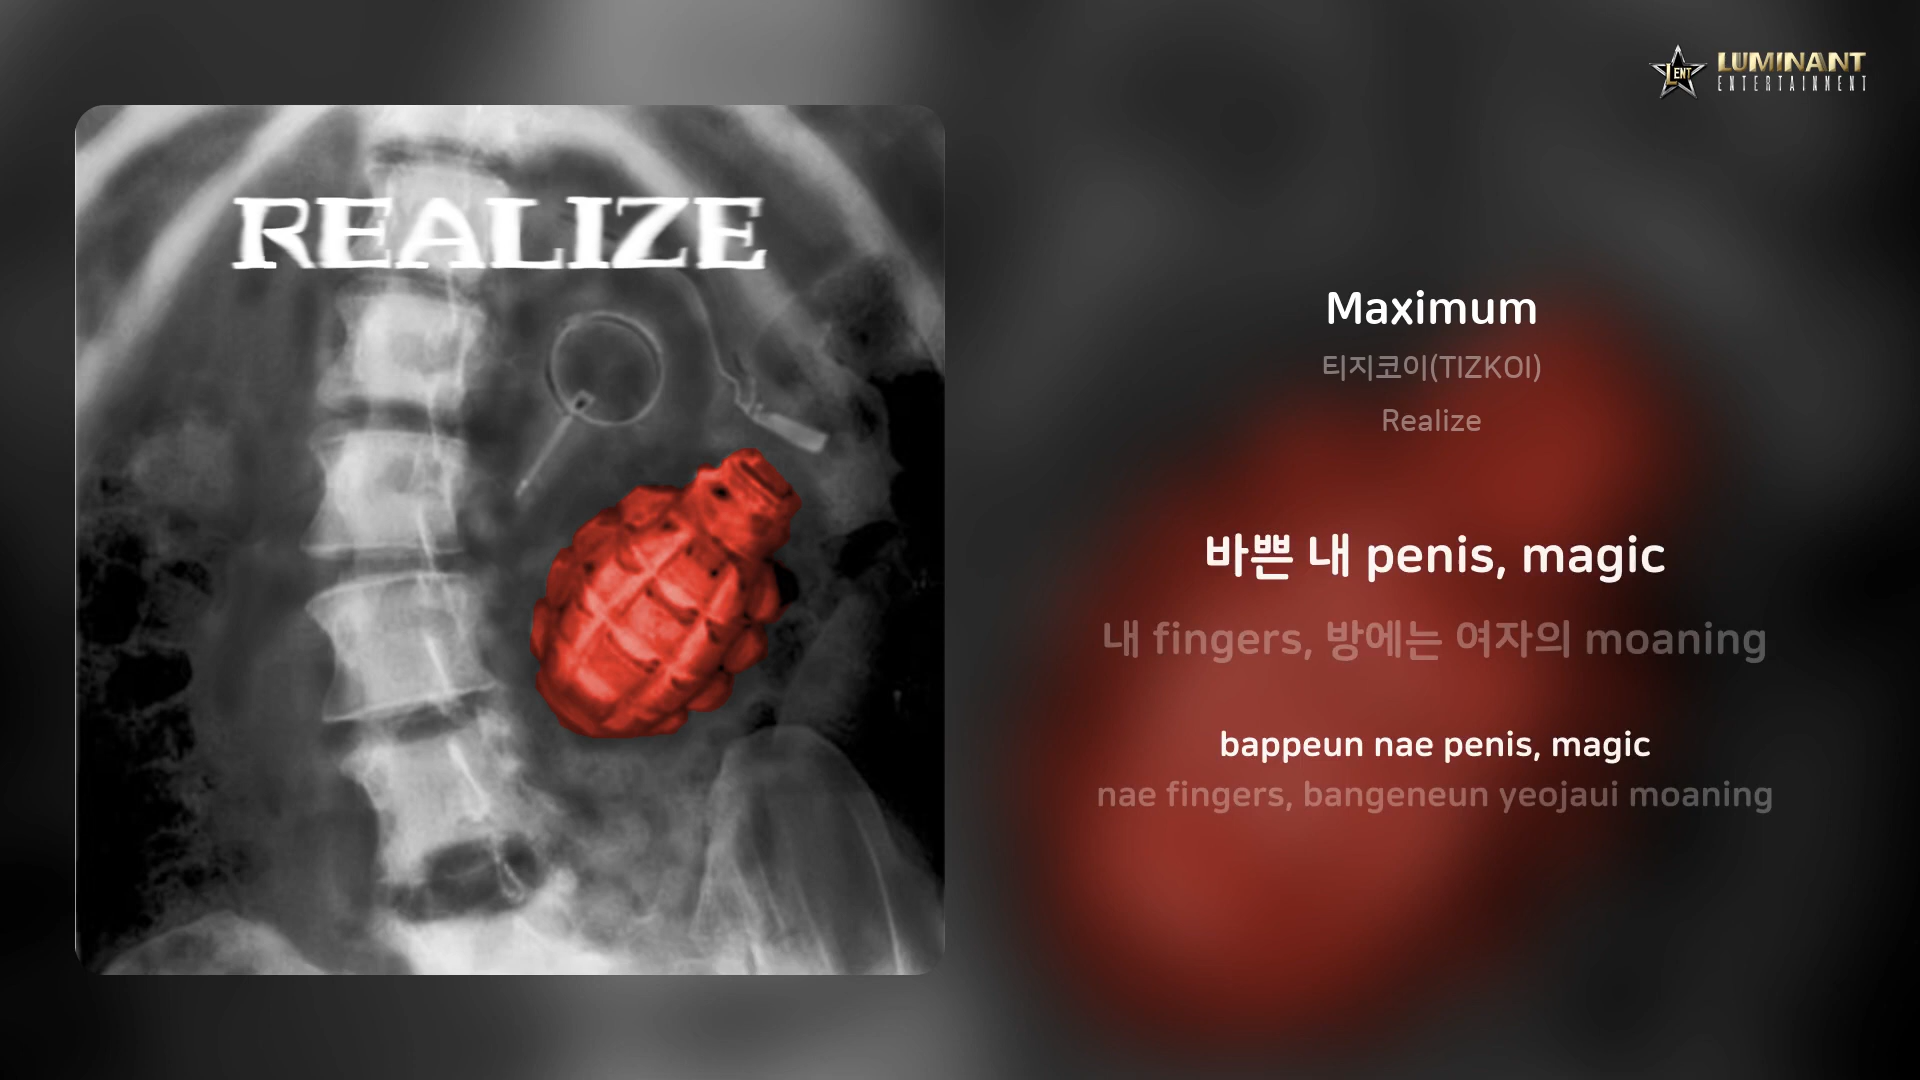 REALIZE
LENT
LUMINANT
ENTERTAINMENT
Maximum
티지코이(TIZKOI)
Realize
바쁜 내 penis, magic
내 fingers, 방에는 여자의 moaning
bappeun nae penis, magic
nae fingers, bangeneun yeojaui moaning